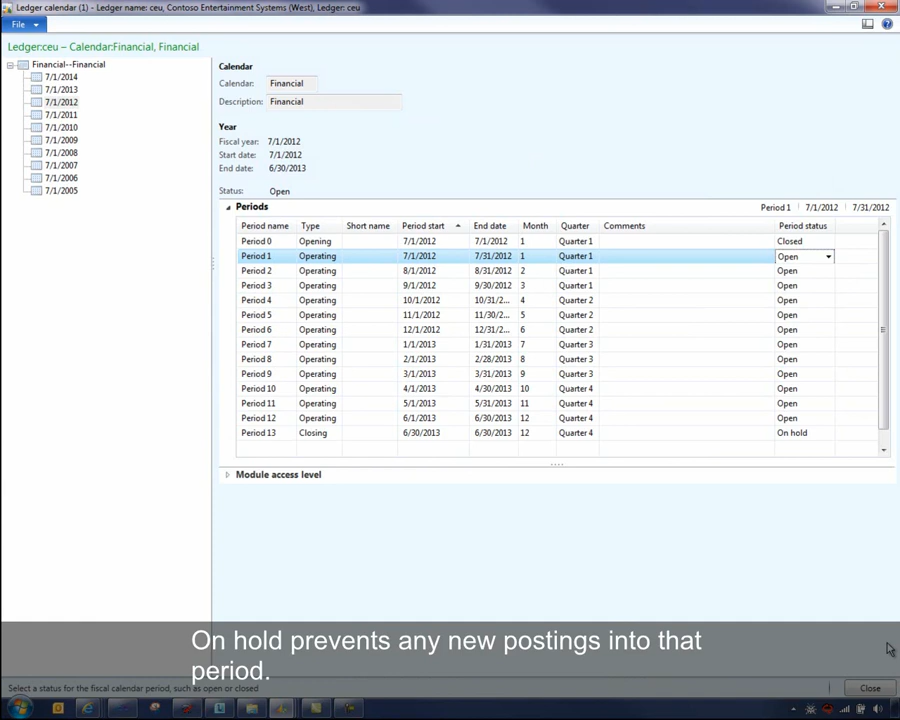 Ledger calendar (1) - Ledger name: ceu, Contoso Entertainment Systems (West), Ledger: ceu
File
Ledger:ceu – Calendar:Financial, Financial
Financial--Financial
7/1/2014
7/1/2013
7/1/2012
7/1/2011
7/1/2010
7/1/2009
7/1/2008
7/1/2007
7/1/2006
7/1/2005
Calendar
Calendar: Financial
Description: Financial
Year
Fiscal year: 7/1/2012
Start date: 7/1/2012
End date: 6/30/2013
Status: Open
Periods Period 1 7/1/2012 7/31/2012
Period name Type Short name Period start End date Month Quarter Comments Period status
Period 0 Opening 7/1/2012 7/1/2012 1 Quarter 1 Closed
Period 1 Operating 7/1/2012 7/31/2012 1 Quarter 1 Open
Period 2 Operating 8/1/2012 8/31/2012 2 Quarter 1 Open
Period 3 Operating 9/1/2012 9/30/2012 3 Quarter 1 Open
Period 4 Operating 10/1/2012 10/31/2... 4 Quarter 2 Open
Period 5 Operating 11/1/2012 11/30/2... 5 Quarter 2 Open
Period 6 Operating 12/1/2012 12/31/2... 6 Quarter 2 Open
Period 7 Operating 1/1/2013 1/31/2013 7 Quarter 3 Open
Period 8 Operating 2/1/2013 2/28/2013 8 Quarter 3 Open
Period 9 Operating 3/1/2013 3/31/2013 9 Quarter 3 Open
Period 10 Operating 4/1/2013 4/30/2013 10 Quarter 4 Open
Period 11 Operating 5/1/2013 5/31/2013 11 Quarter 4 Open
Period 12 Operating 6/1/2013 6/30/2013 12 Quarter 4 Open
Period 13 Closing 6/30/2013 6/30/2013 12 Quarter 4 On hold
Module access level
On hold prevents any new postings into that
period.
Select a status for the fiscal calendar period, such as open or closed
Close